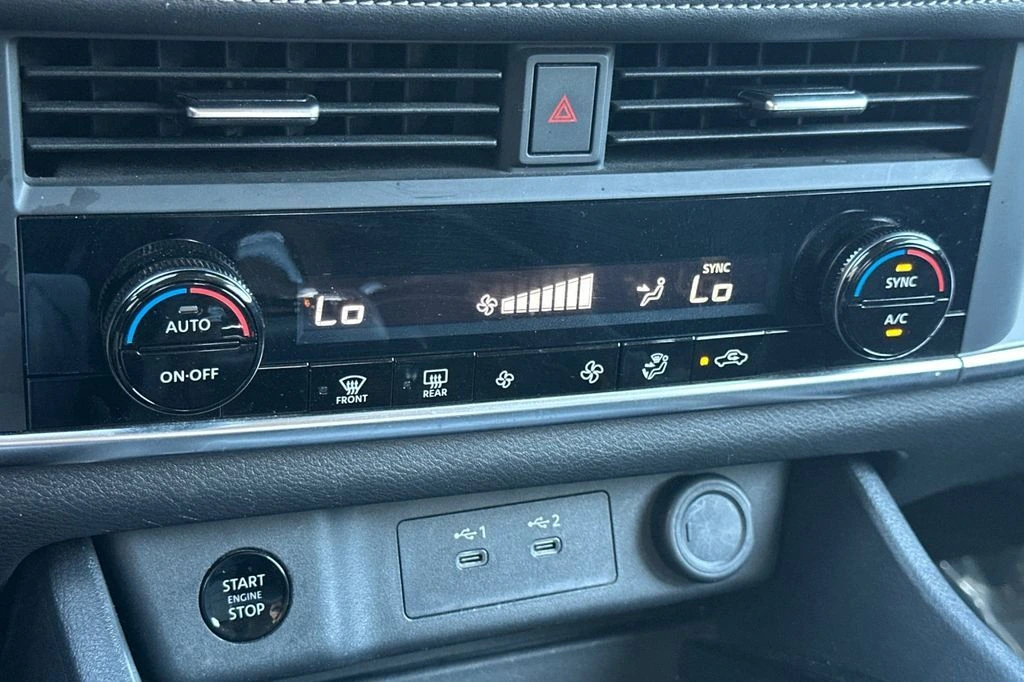 AUTO
ON·OFF
Lo
SYNC
Lo
SYNC
A/C
FRONT
REAR
1
2
START
ENGINE
STOP